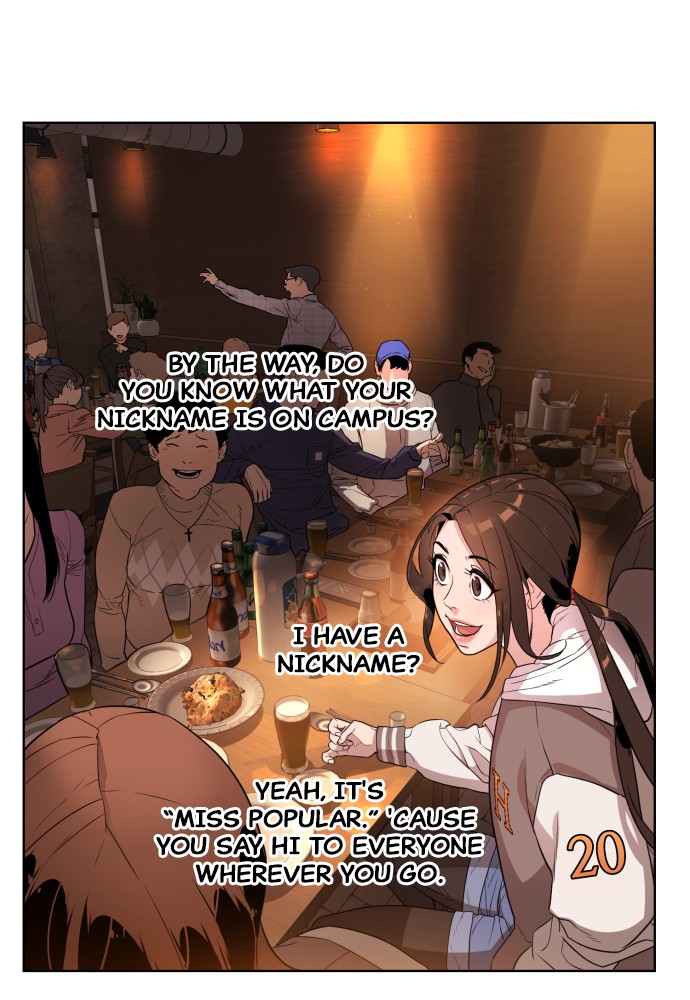 BY THE WAY, DO
YOU KNOW WHAT YOUR
NICKNAME IS ON CAMPUS?
I HAVE A
NICKNAME?
YEAH, IT'S
“MISS POPULAR.” 'CAUSE
YOU SAY HI TO EVERYONE
WHEREVER YOU GO.
H
20